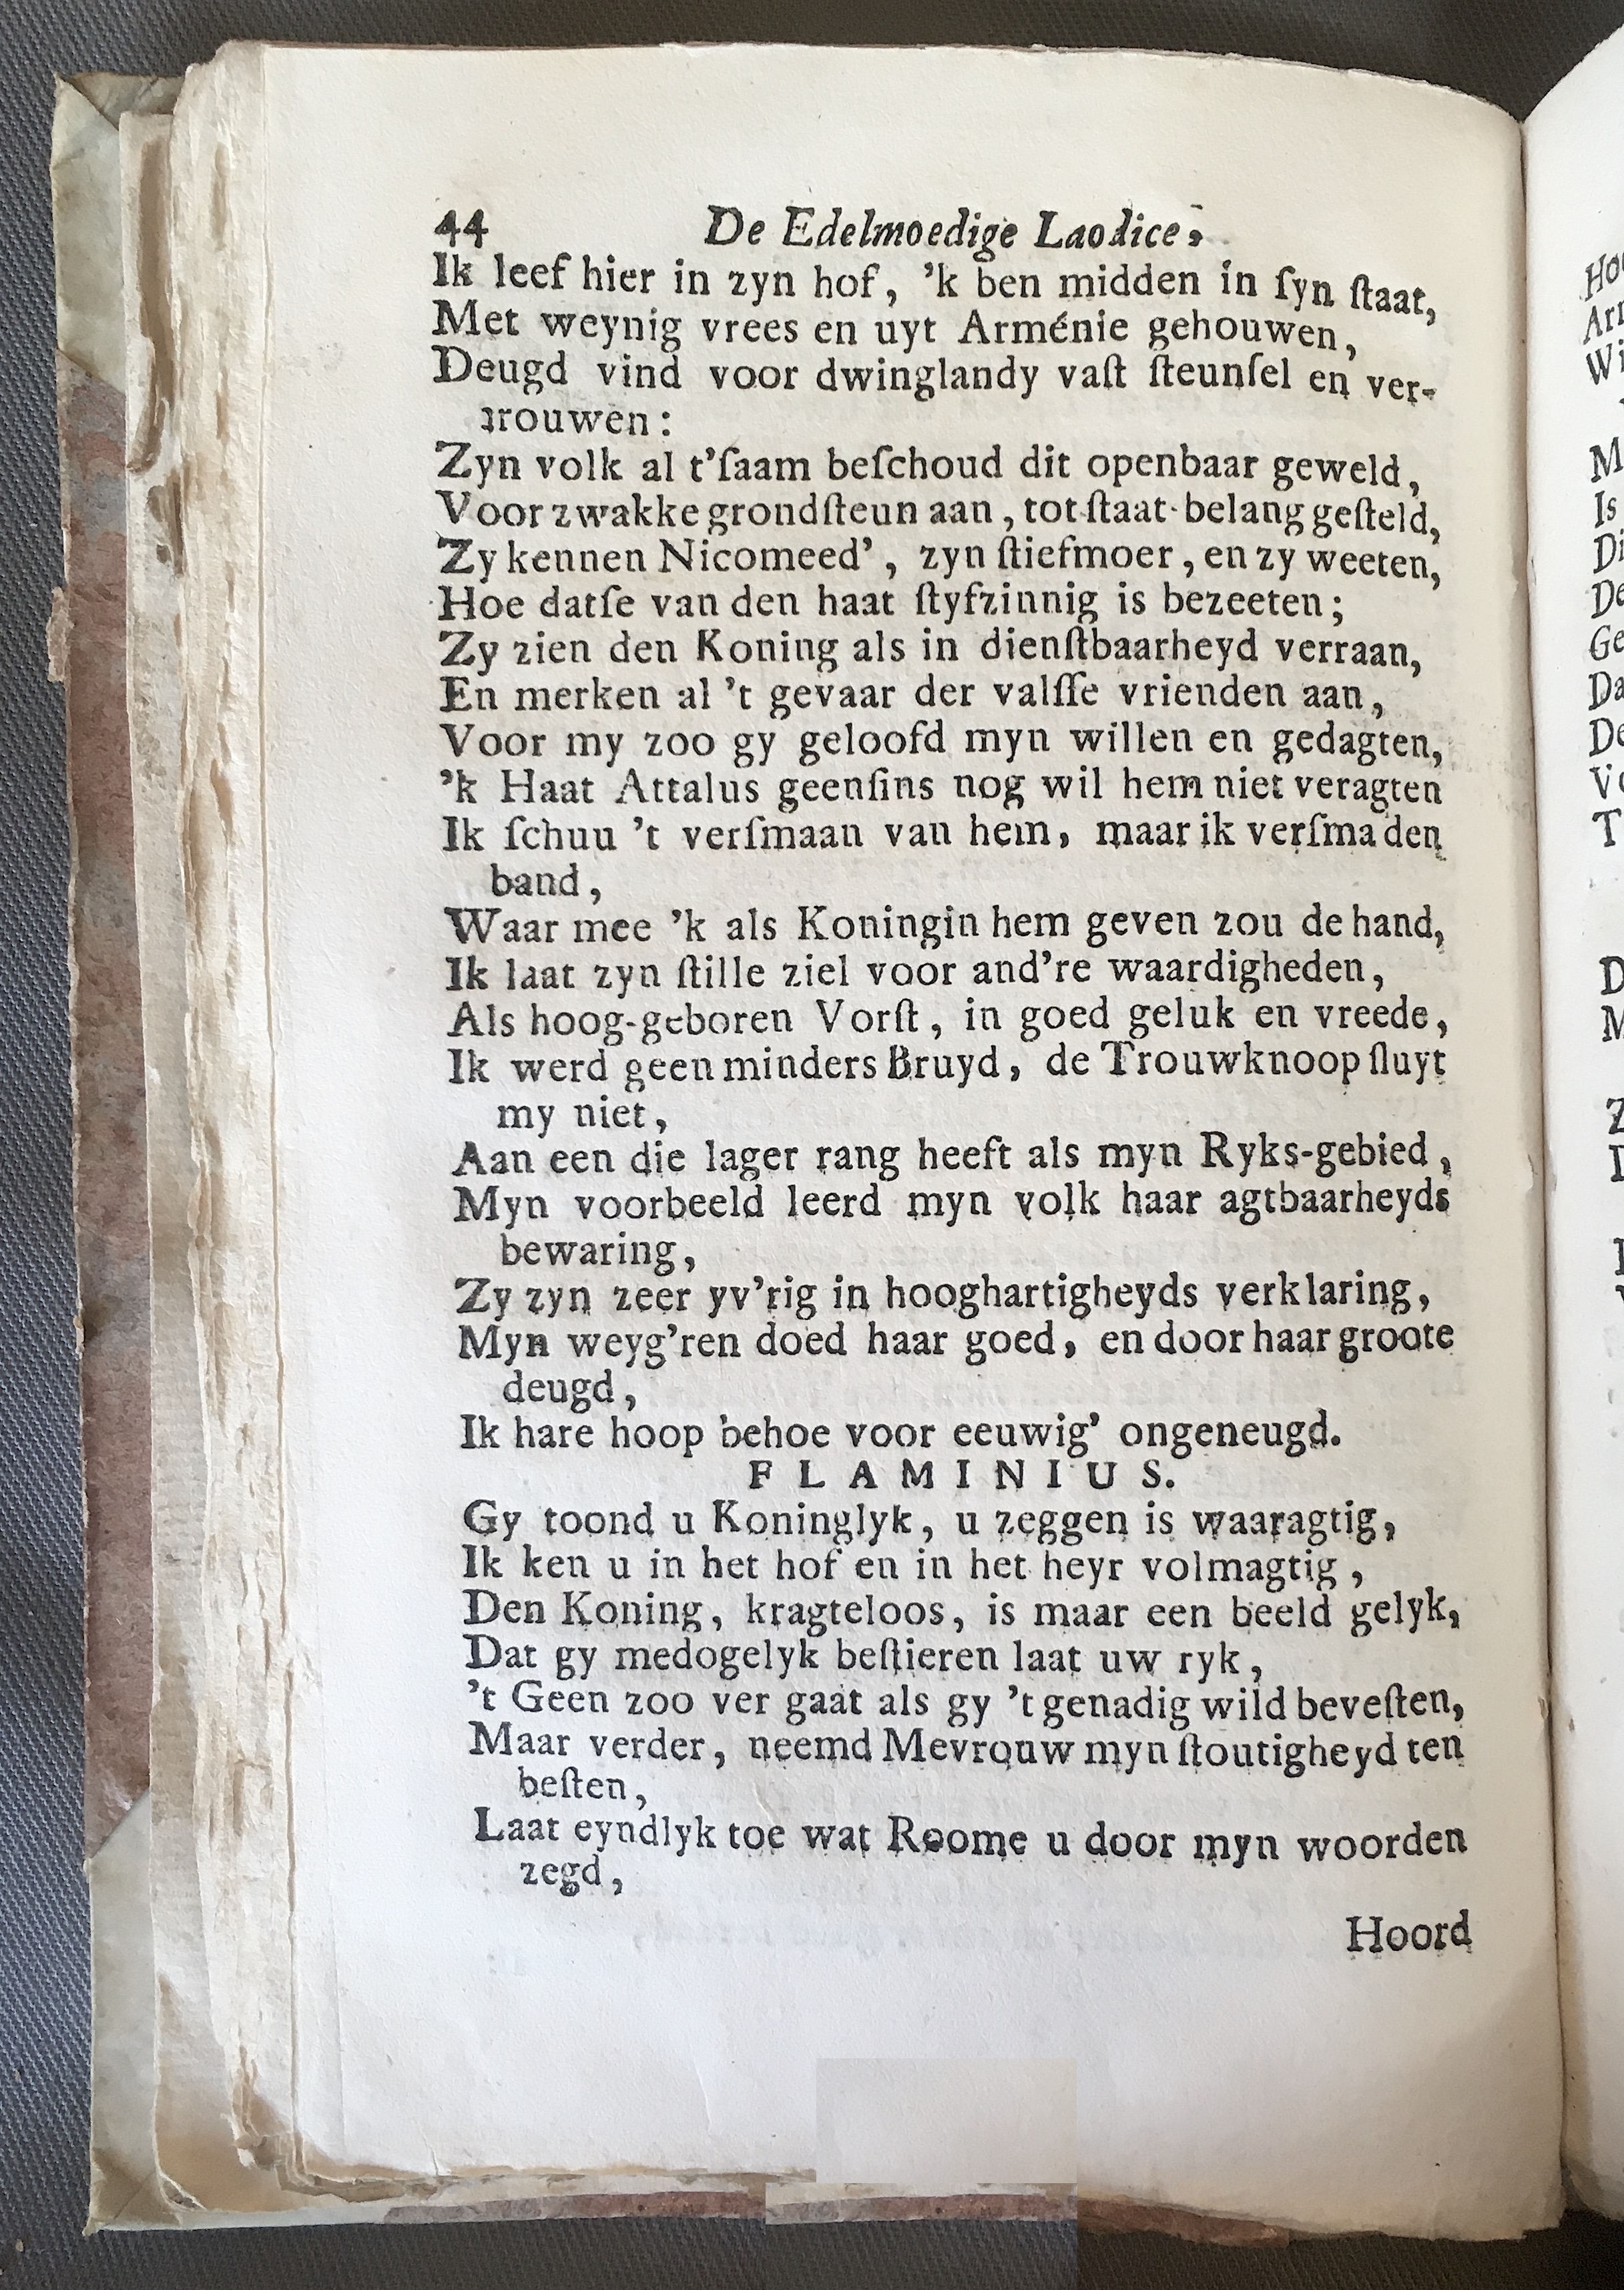 44 De Edelmoedige Laodice,
Ik leef hier in zyn hof, 'k ben midden in ſyn ſtaat,
Met weynig vrees en uyt Arménie gehouwen,
Deugd vind voor dwinglandy vaſt ſteunſel en ver-
trouwen:
Zyn volk al t'ſaam beſchoud dit openbaar geweld,
Voor zwakke grondſteun aan, tot ſtaat-belang geſteld,
Zy kennen Nicomeed', zyn ſtiefmoer, en zy weeten,
Hoe datſe van den haat ſtyfzinnig is bezeeten;
Zy zien den Koning als in dienſtbaarheyd verraan,
En merken al 't gevaar der valſſe vrienden aan,
Voor my zoo gy geloofd myn willen en gedagten,
'k Haat Attalus geenſins nog wil hem niet veragten
Ik ſchuu 't verſmaan van hem, maar ik verſma den
band,
Waar mee 'k als Koningin hem geven zou de hand,
Ik laat zyn ſtille ziel voor and're waardigheden,
Als hoog-geboren Vorſt, in goed geluk en vreede,
Ik werd geen minders Bruyd, de Trouwknoop ſluyt
my niet,
Aan een die lager rang heeft als myn Ryks-gebied,
Myn voorbeeld leerd myn volk haar agtbaarheyds
bewaring,
Zy zyn zeer yv'rig in hooghartigheyds verklaring,
Myn weyg'ren doed haar goed, en door haar groote
deugd,
Ik hare hoop behoe voor eeuwig' ongeneugd.
FLAMINIUS.
Gy toond u Koninglyk, u zeggen is waaragtig,
Ik ken u in het hof en in het heyr volmagtig,
Den Koning, kragteloos, is maar een beeld gelyk,
Dat gy medogelyk beſtieren laat uw ryk,
't Geen zoo ver gaat als gy 't genadig wild beveſten,
Maar verder, neemd Mevrouw myn ſtoutigheyd ten
beſten,
Laat eyndlyk toe wat Roome u door myn woorden
zegd,
Hoord